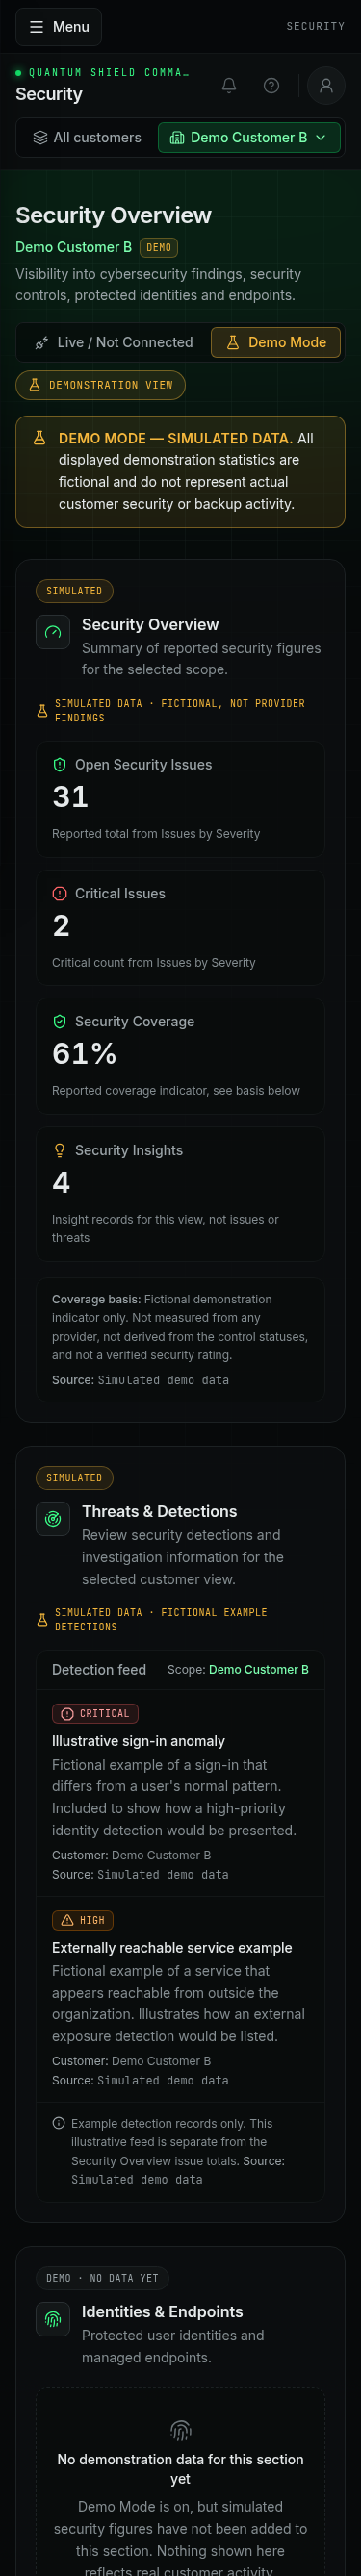 Menu
SECURITY
QUANTUM SHIELD COMMA…
Security
All customers
Demo Customer B
Security Overview
Demo Customer B
DEMO
Visibility into cybersecurity findings, security
controls, protected identities and endpoints.
Live / Not Connected
Demo Mode
DEMONSTRATION VIEW
DEMO MODE — SIMULATED DATA. All
displayed demonstration statistics are
fictional and do not represent actual
customer security or backup activity.
SIMULATED
Security Overview
Summary of reported security figures
for the selected scope.
SIMULATED DATA · FICTIONAL, NOT PROVIDER
FINDINGS
Open Security Issues
31
Reported total from Issues by Severity
Critical Issues
2
Critical count from Issues by Severity
Security Coverage
61%
Reported coverage indicator, see basis below
Security Insights
4
Insight records for this view, not issues or
threats
Coverage basis: Fictional demonstration
indicator only. Not measured from any
provider, not derived from the control statuses,
and not a verified security rating.
Source: Simulated demo data
SIMULATED
Threats & Detections
Review security detections and
investigation information for the
selected customer view.
SIMULATED DATA · FICTIONAL EXAMPLE
DETECTIONS
Detection feed
Scope: Demo Customer B
CRITICAL
Illustrative sign-in anomaly
Fictional example of a sign-in that
differs from a user's normal pattern.
Included to show how a high-priority
identity detection would be presented.
Customer: Demo Customer B
Source: Simulated demo data
HIGH
Externally reachable service example
Fictional example of a service that
appears reachable from outside the
organization. Illustrates how an external
exposure detection would be listed.
Customer: Demo Customer B
Source: Simulated demo data
Example detection records only. This
illustrative feed is separate from the
Security Overview issue totals. Source:
Simulated demo data
DEMO · NO DATA YET
Identities & Endpoints
Protected user identities and
managed endpoints.
No demonstration data for this section
yet
Demo Mode is on, but simulated
security figures have not been added to
this section. Nothing shown here
reflects real customer activity.